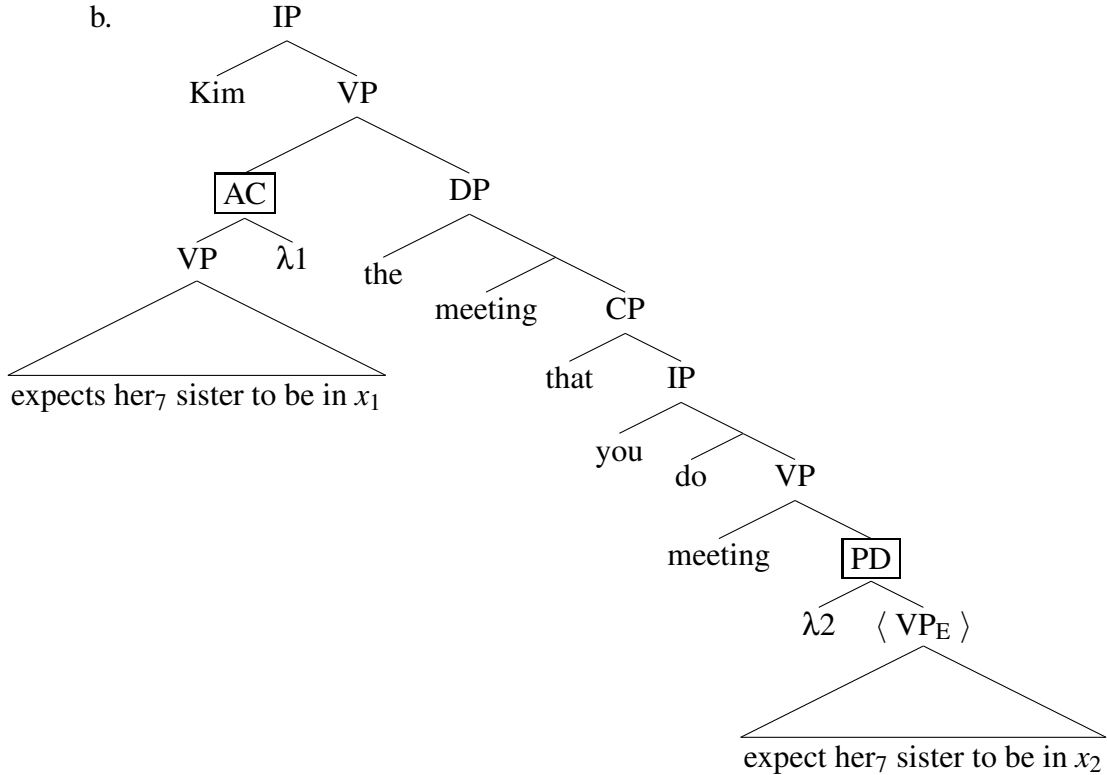 b. IP
Kim VP
AC DP
VP λ1 the
meeting CP
expects her₇ sister to be in x₁ that IP
you do VP
meeting PD
λ2 ⟨ VP_E ⟩
expect her₇ sister to be in x₂